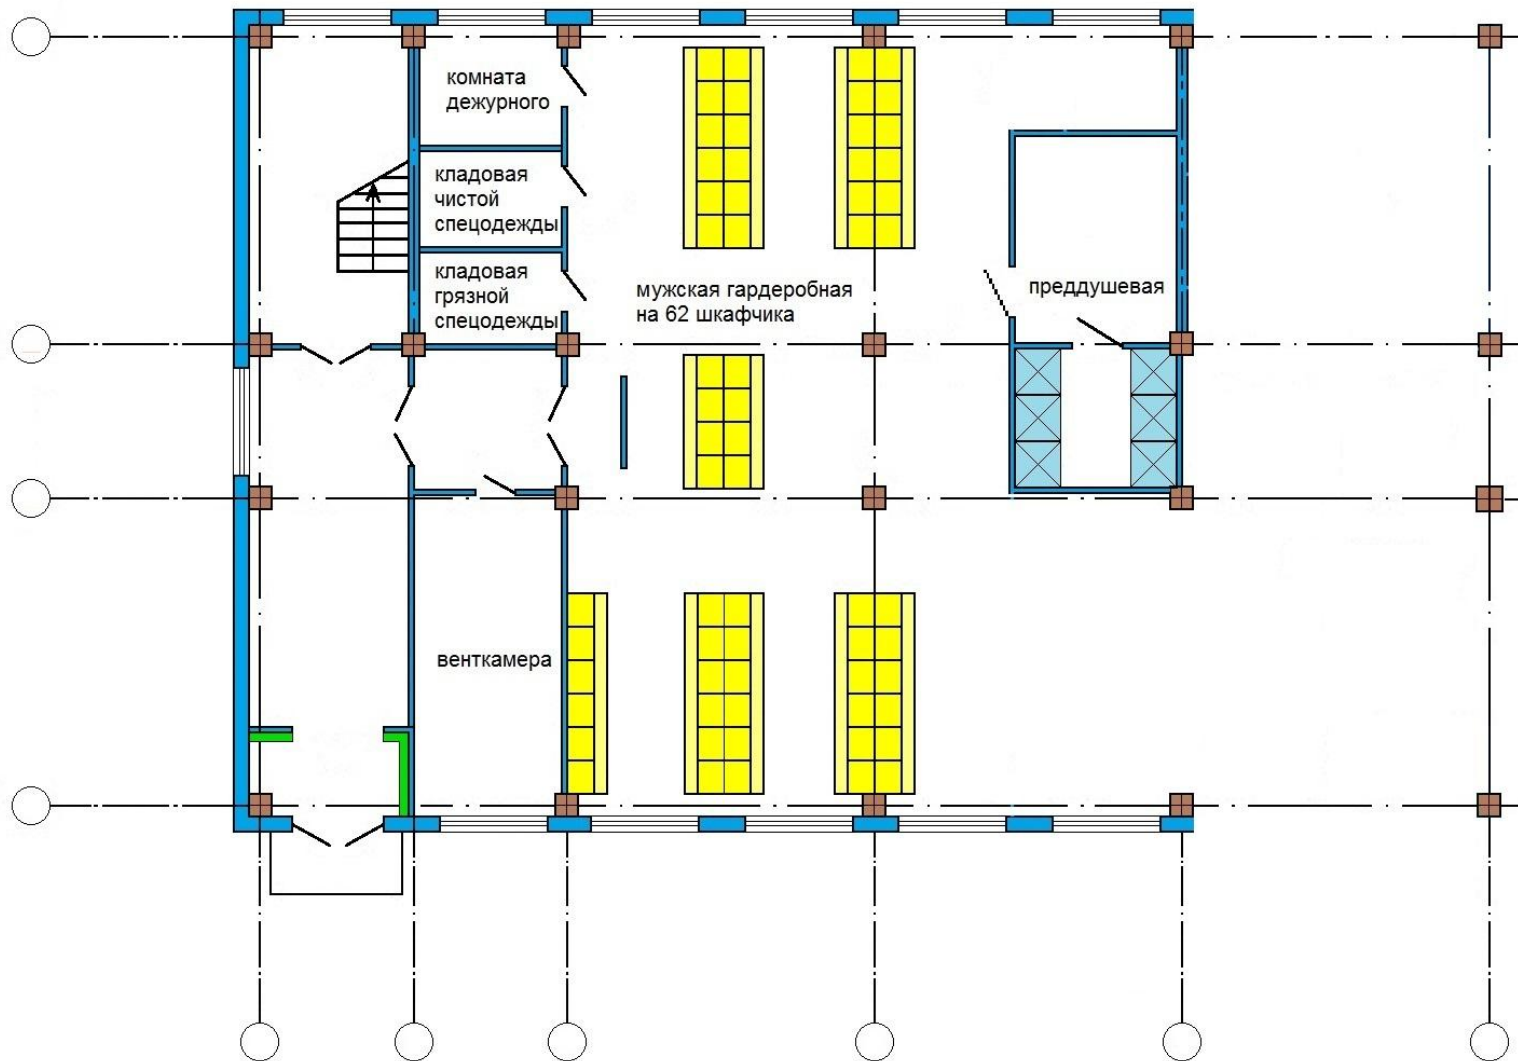 комната
дежурного
кладовая
чистой
спецодежды
кладовая
грязной
спецодежды
мужская гардеробная
на 62 шкафчика
преддушевая
венткамера